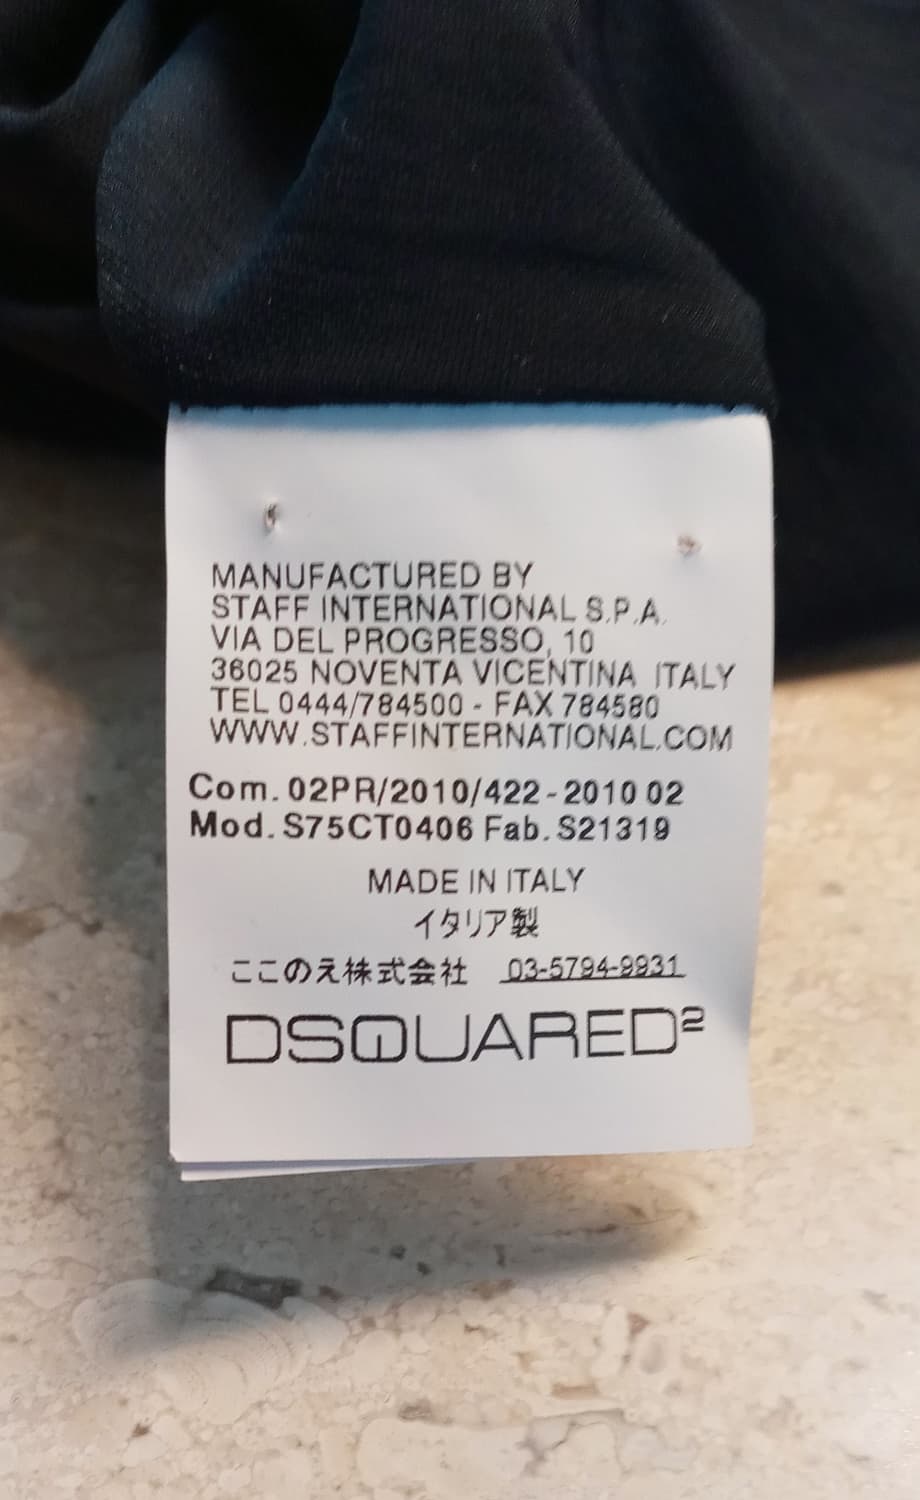 MANUFACTURED BY
STAFF INTERNATIONAL S.P.A.
VIA DEL PROGRESSO, 10
36025 NOVENTA VICENTINA ITALY
TEL 0444/784500 - FAX 784580
WWW.STAFFINTERNATIONAL.COM
Com. 02PR/2010/422-2010 02
Mod. S75CT0406 Fab. S21319
MADE IN ITALY
イタリア製
ここのえ株式会社 03-5794-9931
DSQUARED²